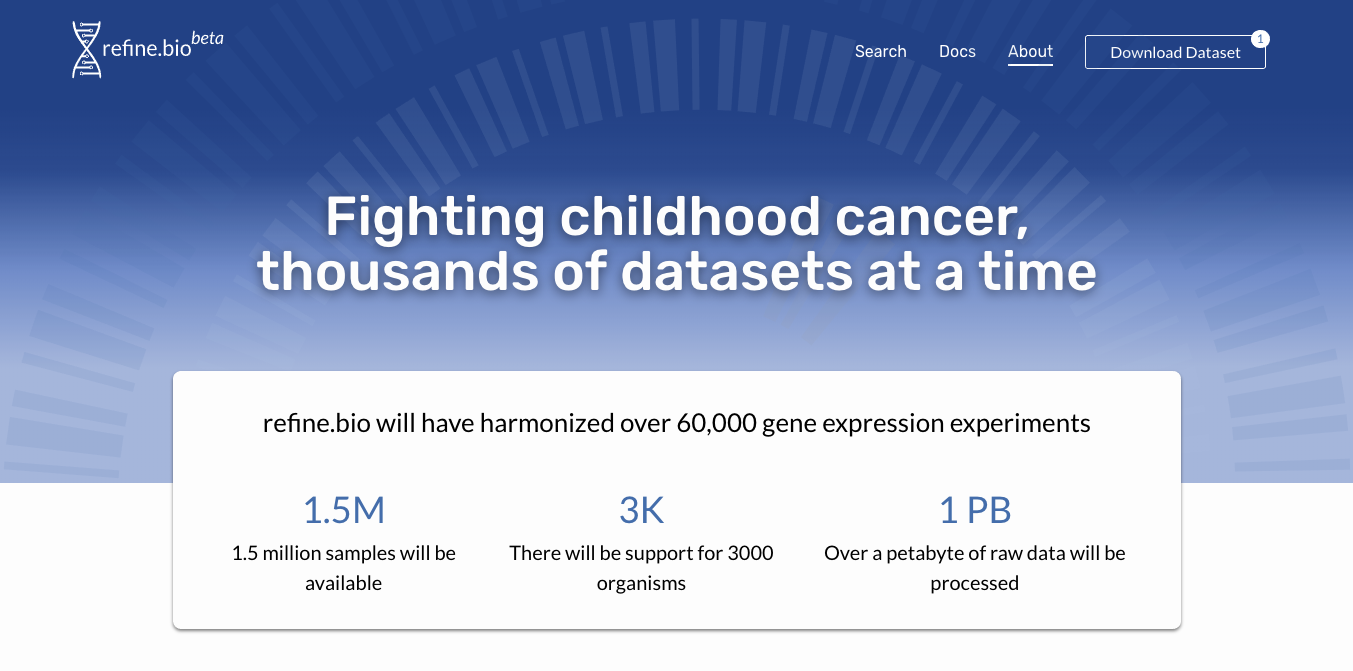 refine.bio beta
Search
Docs
About
Download Dataset
1
Fighting childhood cancer,
thousands of datasets at a time
refine.bio will have harmonized over 60,000 gene expression experiments
1.5M
1.5 million samples will be
available
3K
There will be support for 3000
organisms
1 PB
Over a petabyte of raw data will be
processed